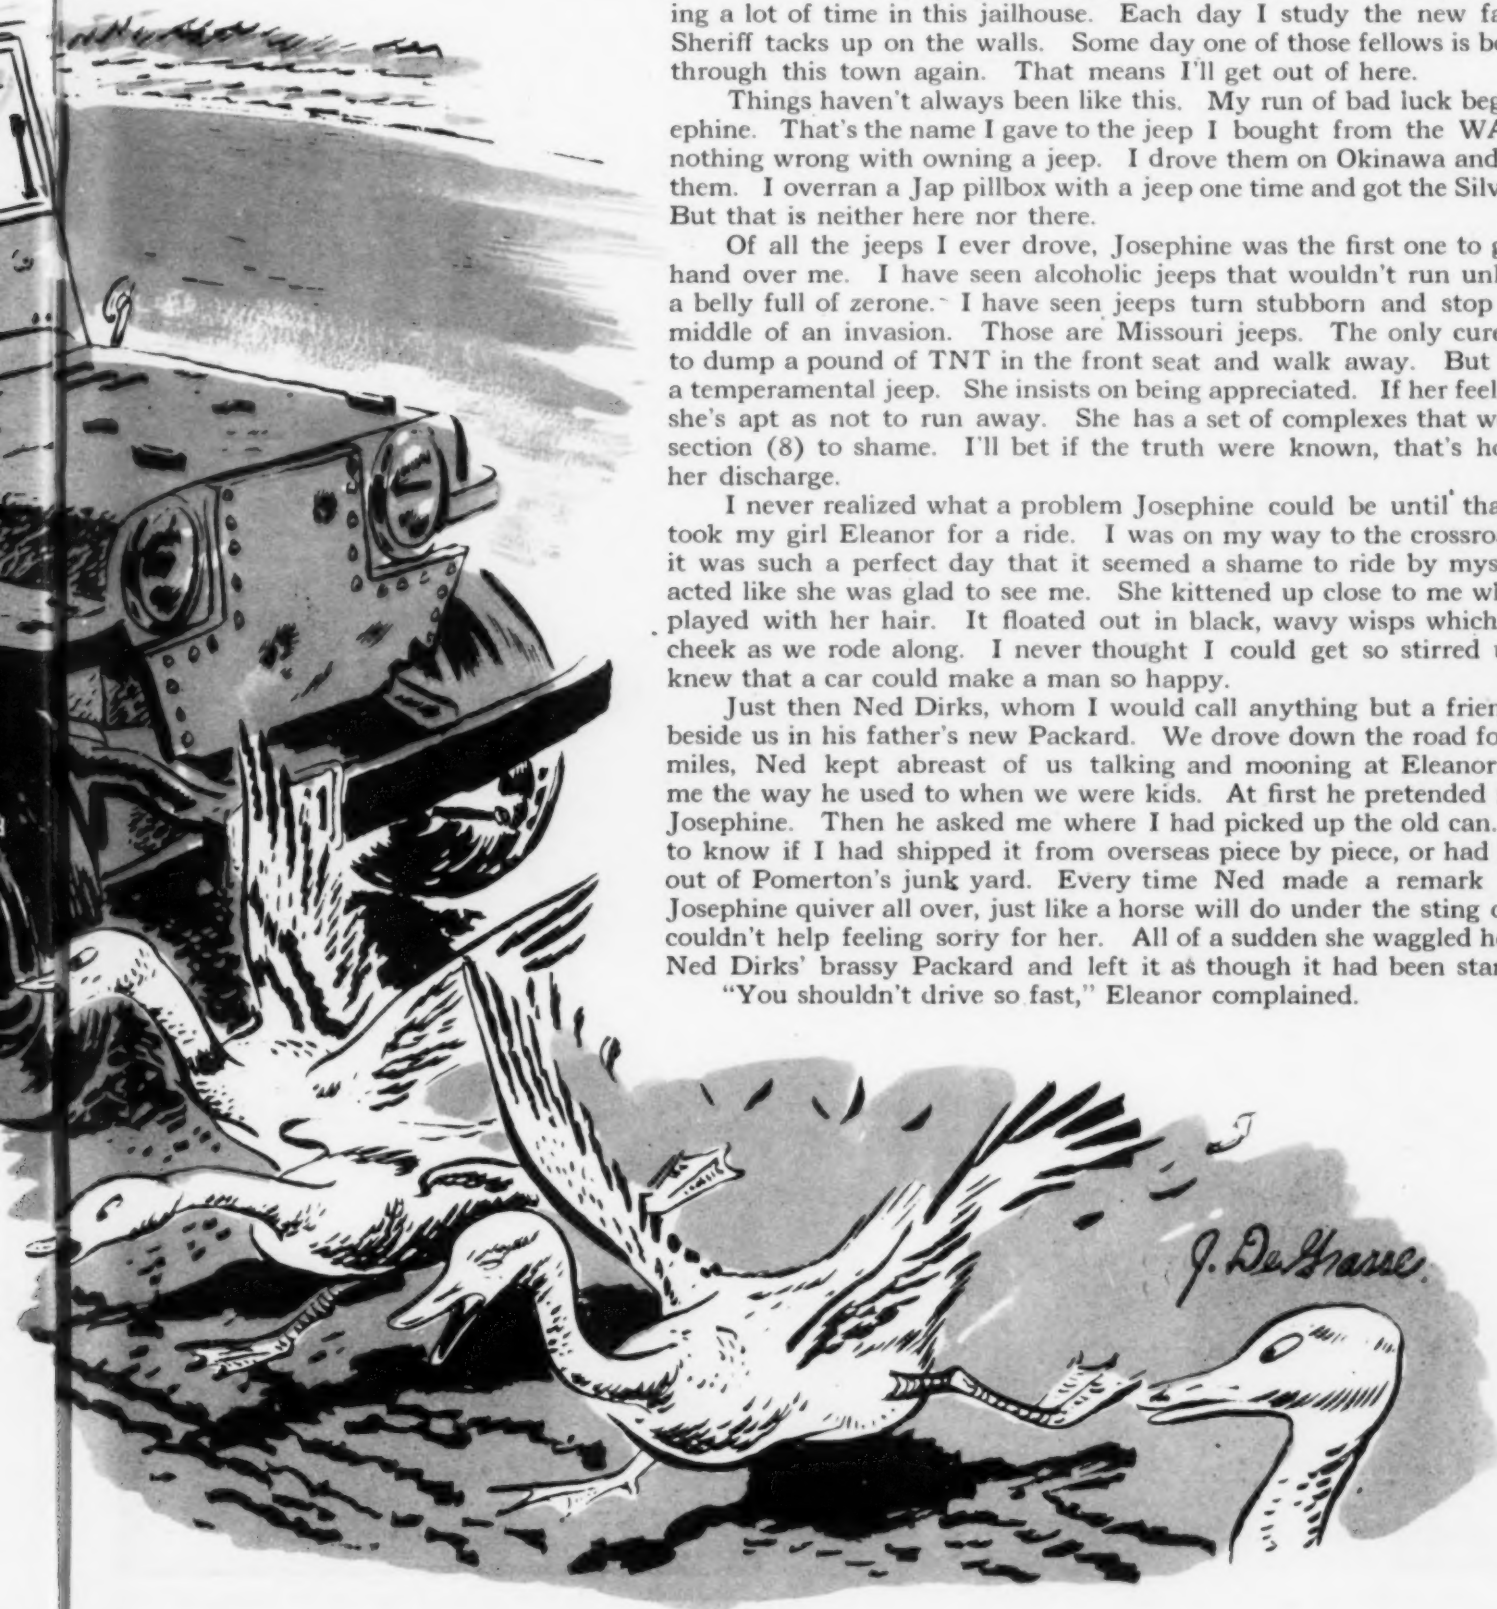 ing a lot of time in this jailhouse. Each day I study the new fa
Sheriff tacks up on the walls. Some day one of those fellows is b
through this town again. That means I'll get out of here.
Things haven't always been like this. My run of bad luck beg
ephine. That's the name I gave to the jeep I bought from the WA
nothing wrong with owning a jeep. I drove them on Okinawa and
them. I overran a Jap pillbox with a jeep one time and got the Silv
But that is neither here nor there.
Of all the jeeps I ever drove, Josephine was the first one to g
hand over me. I have seen alcoholic jeeps that wouldn't run unl
a belly full of zerone. I have seen jeeps turn stubborn and stop
middle of an invasion. Those are Missouri jeeps. The only cure
to dump a pound of TNT in the front seat and walk away. But
a temperamental jeep. She insists on being appreciated. If her feel
she's apt as not to run away. She has a set of complexes that w
section (8) to shame. I'll bet if the truth were known, that's ho
her discharge.
I never realized what a problem Josephine could be until tha
took my girl Eleanor for a ride. I was on my way to the crossro
it was such a perfect day that it seemed a shame to ride by mys
acted like she was glad to see me. She kittened up close to me wh
played with her hair. It floated out in black, wavy wisps which
cheek as we rode along. I never thought I could get so stirred u
knew that a car could make a man so happy.
Just then Ned Dirks, whom I would call anything but a frien
beside us in his father's new Packard. We drove down the road fo
miles, Ned kept abreast of us talking and mooning at Eleanor
me the way he used to when we were kids. At first he pretended
Josephine. Then he asked me where I had picked up the old can.
to know if I had shipped it from overseas piece by piece, or had
out of Pomerton's junk yard. Every time Ned made a remark
Josephine quiver all over, just like a horse will do under the sting o
couldn't help feeling sorry for her. All of a sudden she waggled he
Ned Dirks' brassy Packard and left it as though it had been stan
"You shouldn't drive so fast," Eleanor complained.
J. DeGrasse.